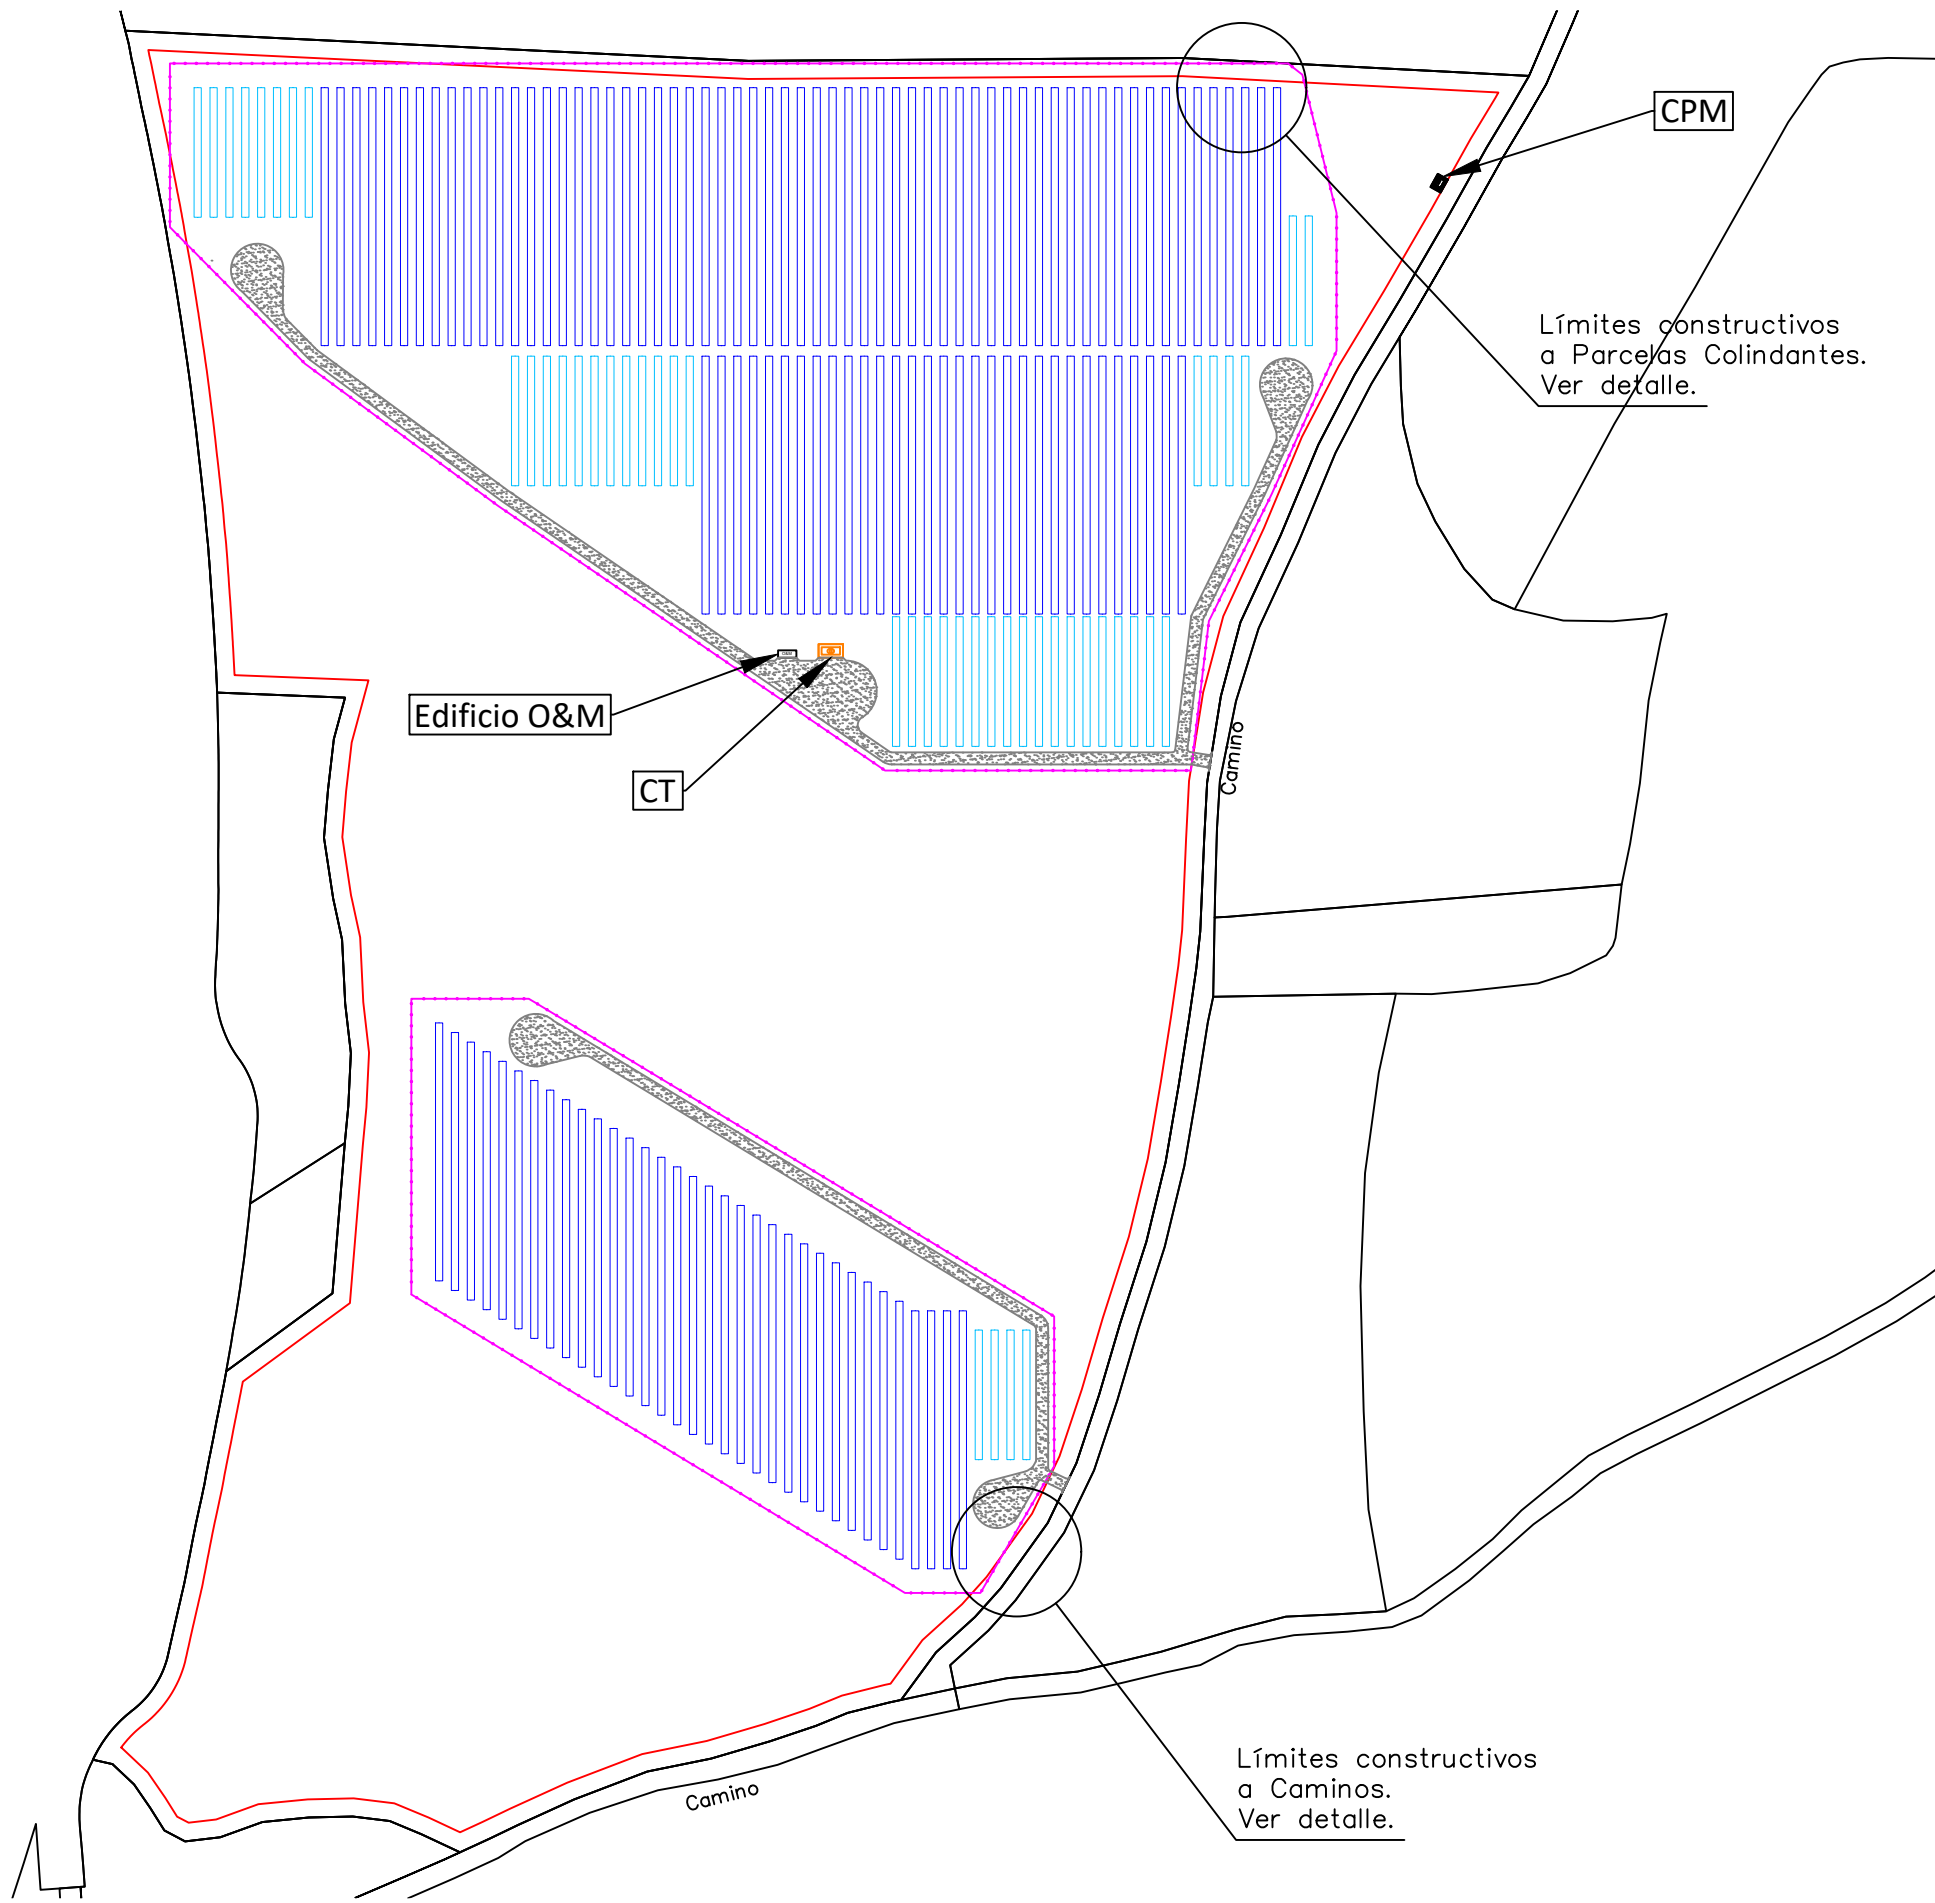 CPM
Límites constructivos
a Parcelas Colindantes.
Ver detalle.
Edificio O&M
CT
Camino
Límites constructivos
a Caminos.
Ver detalle.
Camino